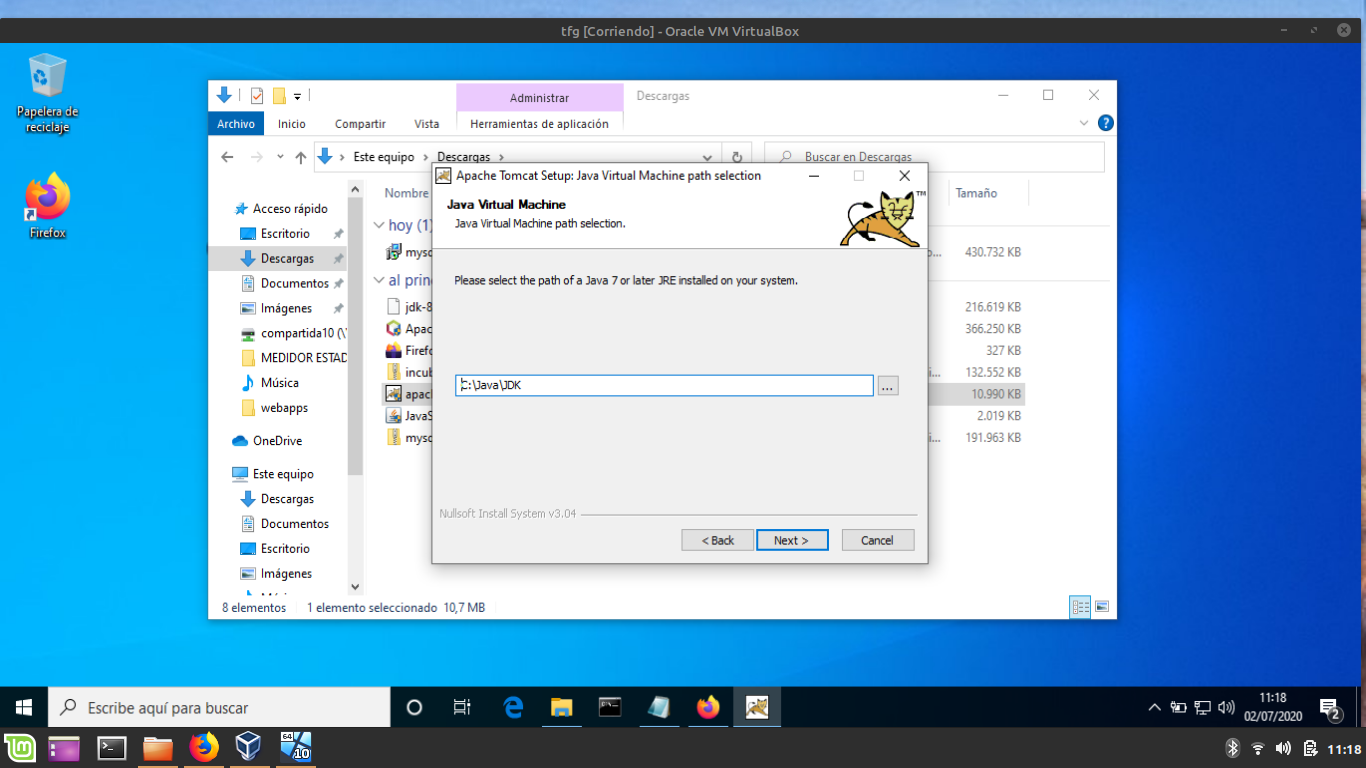 tfg [Corriendo] - Oracle VM VirtualBox
Papelera de
reciclaje
Firefox
Administrar
Descargas
Archivo
Inicio
Compartir
Vista
Herramientas de aplicación
Este equipo
Descargas
Buscar en Descargas
Nombre
Tamaño
Acceso rápido
Escritorio
Descargas
Documentos
Imágenes
compartida10 (\
MEDIDOR ESTAD
Música
webapps
OneDrive
Este equipo
Descargas
Documentos
Escritorio
Imágenes
hoy (1)
mysc
o...
430.732 KB
al prin
jdk-8
216.619 KB
Apac
366.250 KB
Firefo
327 KB
incub
i...
132.552 KB
apac
10.990 KB
JavaS
2.019 KB
mysc
i...
191.963 KB
Apache Tomcat Setup: Java Virtual Machine path selection
Java Virtual Machine
Java Virtual Machine path selection.
TM
Please select the path of a Java 7 or later JRE installed on your system.
C:\Java\JDK
...
Nullsoft Install System v3.04
< Back
Next >
Cancel
8 elementos
1 elemento seleccionado 10,7 MB
Escribe aquí para buscar
11:18
02/07/2020
2
64
10
11:18